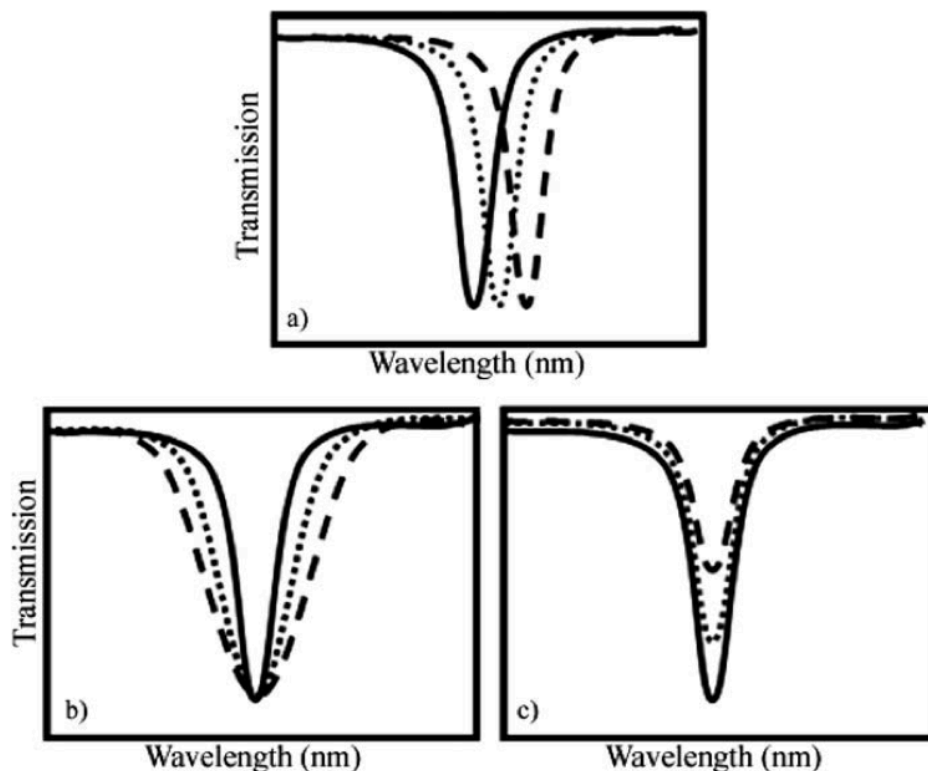 Transmission
a)
Wavelength (nm)
Transmission
b)
Wavelength (nm)
c)
Wavelength (nm)